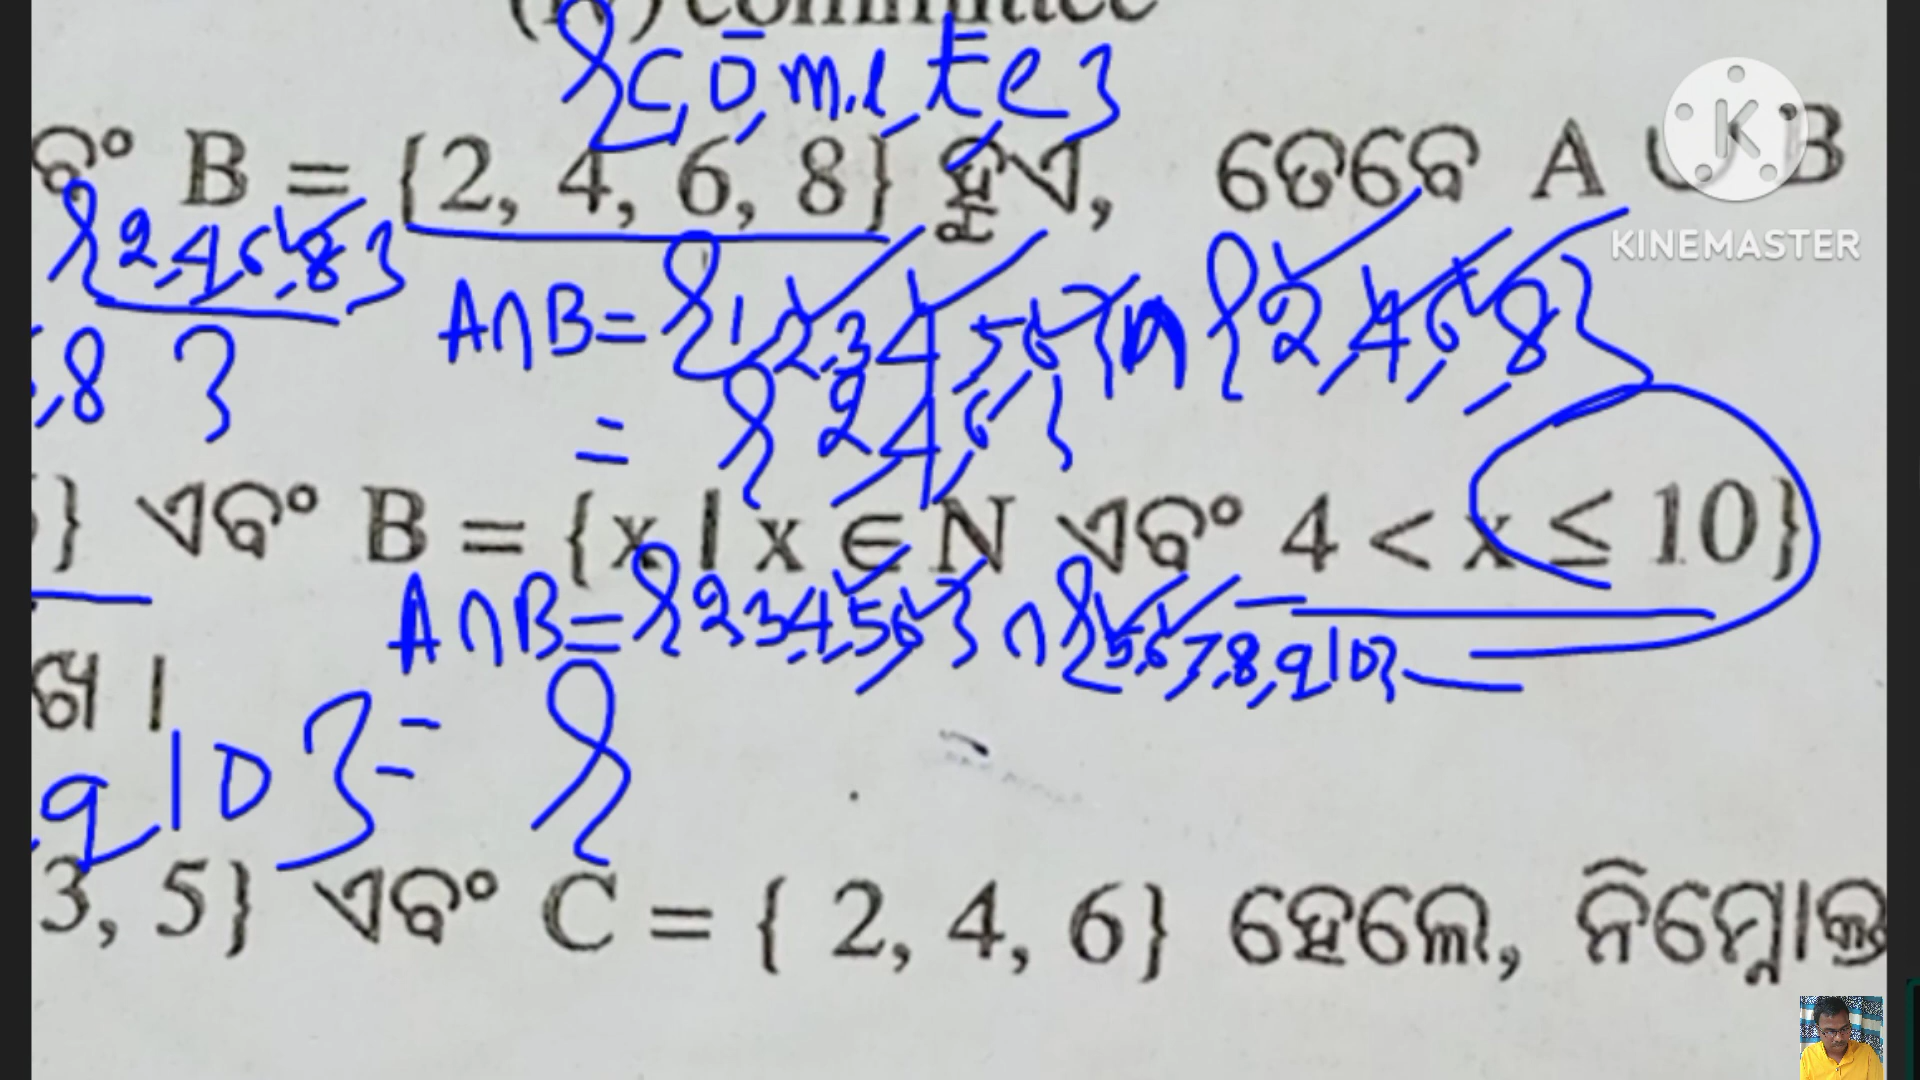 committee
{c, o, m, i, t, e}
ବଂ B = {2, 4, 6, 8} ହୁଏ, ତେବେ A ∪ B
KINEMASTER
{2,4,6,8}
A∩B = {1,2,3,4,5,6} ∩ {2,4,6,8}
,8 }
= {2,4,6}
} ଏବଂ B = {x | x ∈ N ଏବଂ 4 < x ≤ 10}
A∩B = {2,3,4,5,6} ∩ {5,6,7,8,9,10}
ଖ ।
9,10} = {
3, 5} ଏବଂ C = { 2, 4, 6} ହେଲେ, ନିମ୍ନୋକ୍ତ